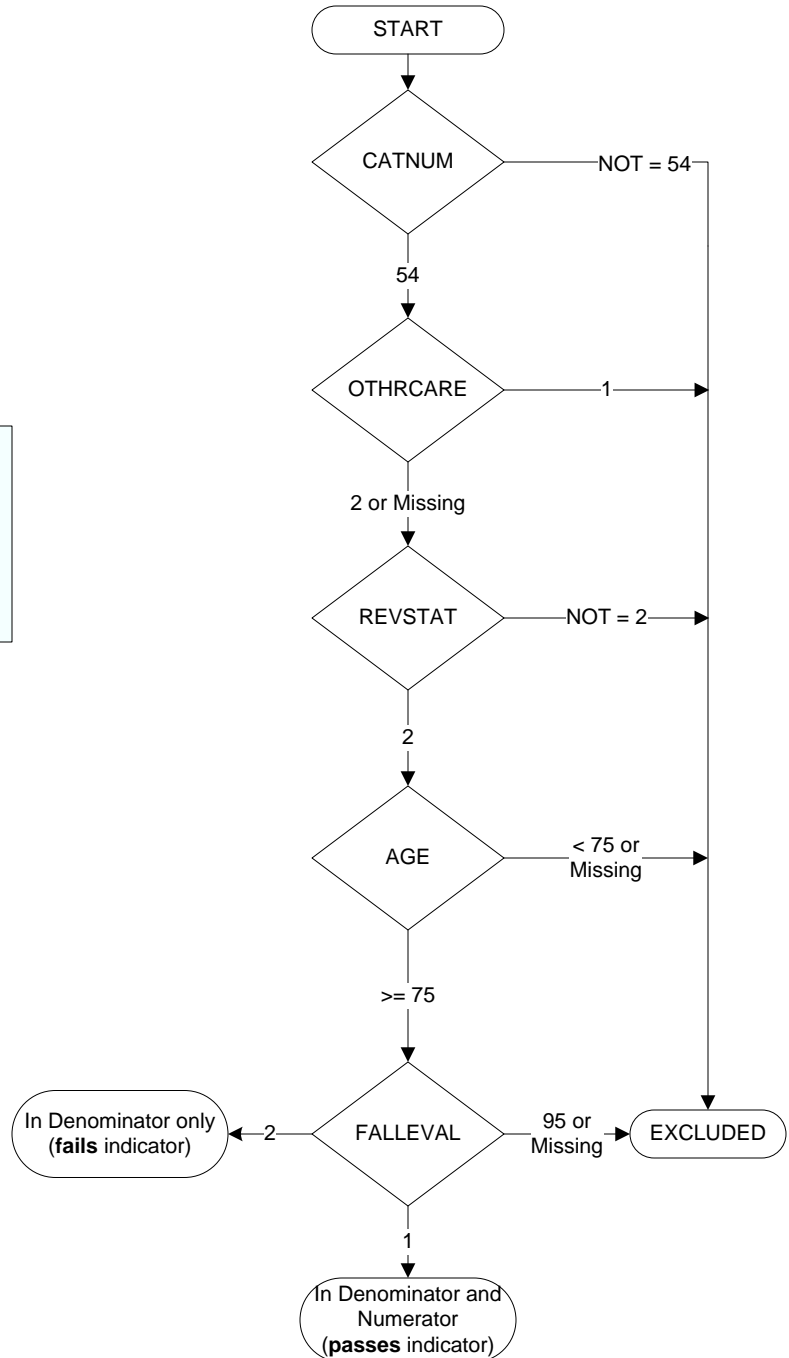 START
CATNUM
NOT = 54
54
OTHRCARE
1
2 or Missing
REVSTAT
NOT = 2
2
AGE
< 75 or
Missing
>= 75
In Denominator only
(fails indicator)
2
FALLEVAL
95 or
Missing
EXCLUDED
1
In Denominator and
Numerator
(passes indicator)